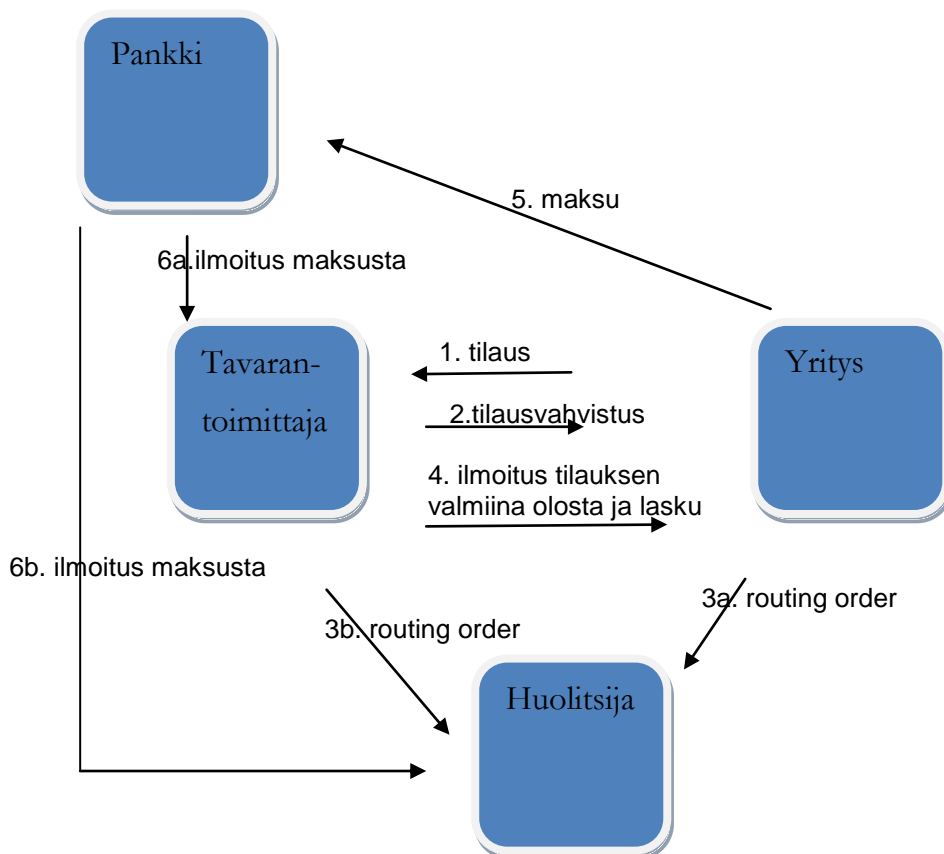 Pankki
5. maksu
6a.ilmoitus maksusta
Tavaran-
toimittaja
1. tilaus
2.tilausvahvistus
4. ilmoitus tilauksen
valmiina olosta ja lasku
Yritys
6b. ilmoitus maksusta
3a. routing order
3b. routing order
Huolitsija